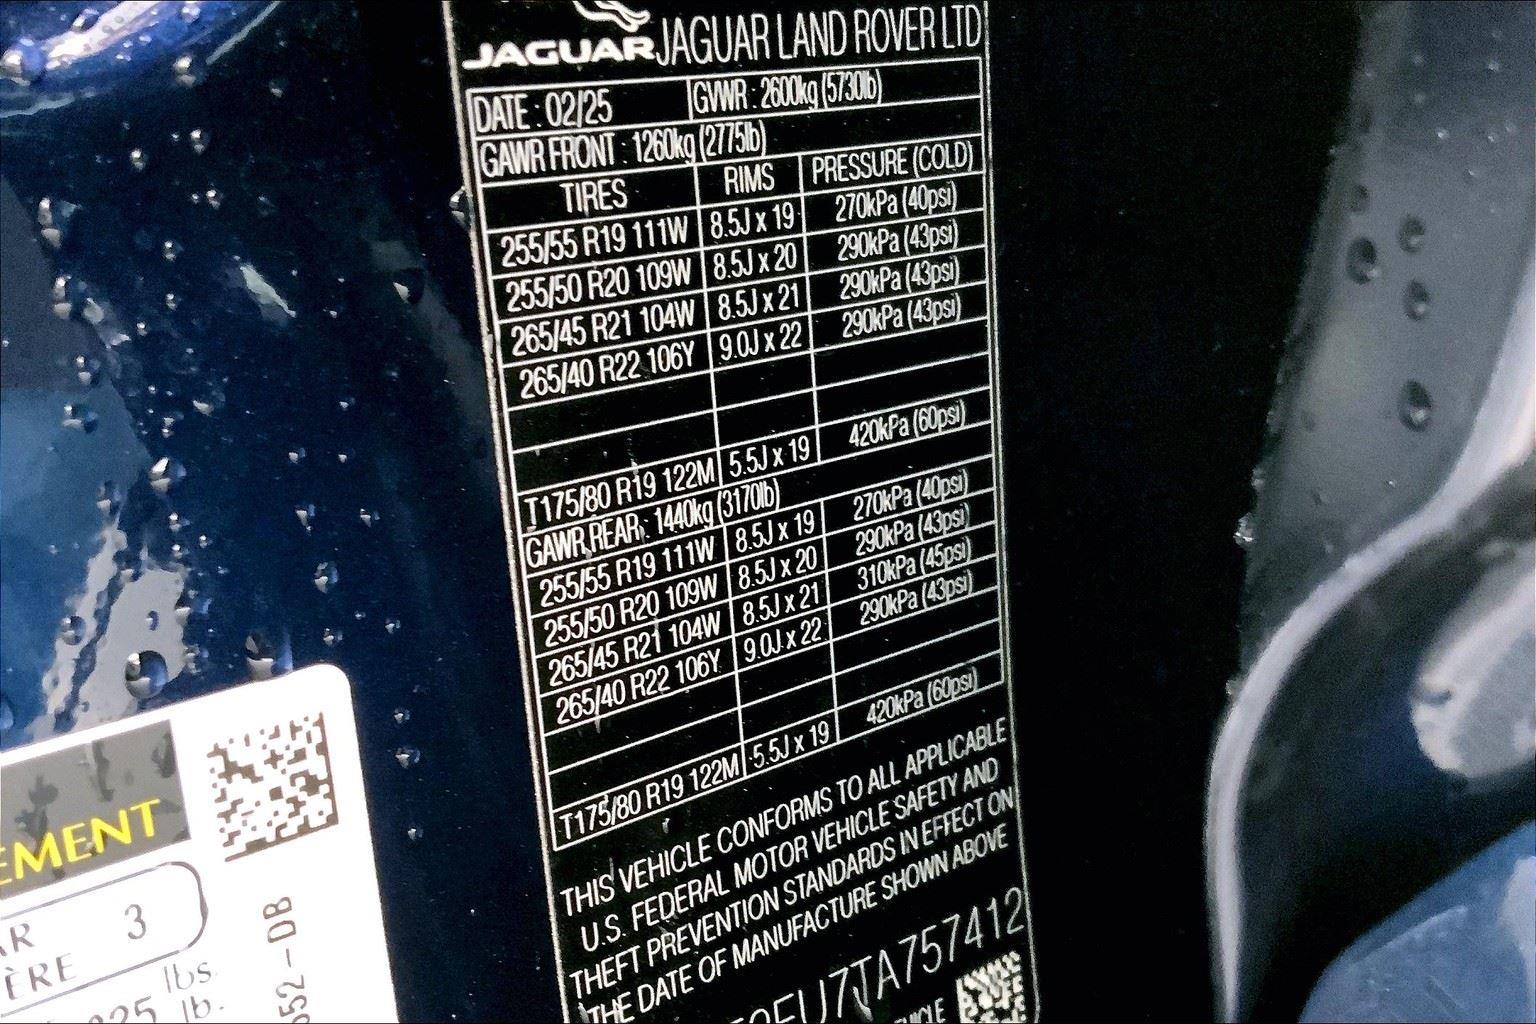 JAGUAR JAGUAR LAND ROVER LTD
DATE : 02/25 GVWR : 2600kg (5730lb)
GAWR FRONT : 1260kg (2775lb)
TIRES RIMS PRESSURE (COLD)
255/55 R19 111W 8.5J x 19 270kPa (40psi)
255/50 R20 109W 8.5J x 20 290kPa (43psi)
265/45 R21 104W 8.5J x 21 290kPa (43psi)
265/40 R22 106Y 9.0J x 22 290kPa (43psi)
T175/80 R19 122M 5.5J x 19 420kPa (60psi)
GAWR REAR : 1440kg (3170lb)
255/55 R19 111W 8.5J x 19 270kPa (40psi)
255/50 R20 109W 8.5J x 20 290kPa (43psi)
265/45 R21 104W 8.5J x 21 310kPa (45psi)
265/40 R22 106Y 9.0J x 22 290kPa (43psi)
T175/80 R19 122M 5.5J x 19 420kPa (60psi)
THIS VEHICLE CONFORMS TO ALL APPLICABLE
U.S. FEDERAL MOTOR VEHICLE SAFETY AND
THEFT PREVENTION STANDARDS IN EFFECT ON
THE DATE OF MANUFACTURE SHOWN ABOVE
U7TA757412
EMENT
AR 3
ÈRE
lbs.
lb.
52-DB